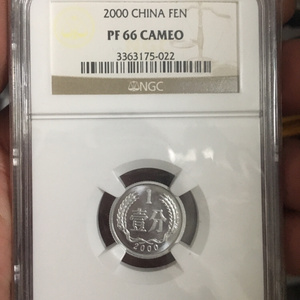 2000 CHINA FEN
PF 66 CAMEO
3363175-022
NGC
1
壹分
2000